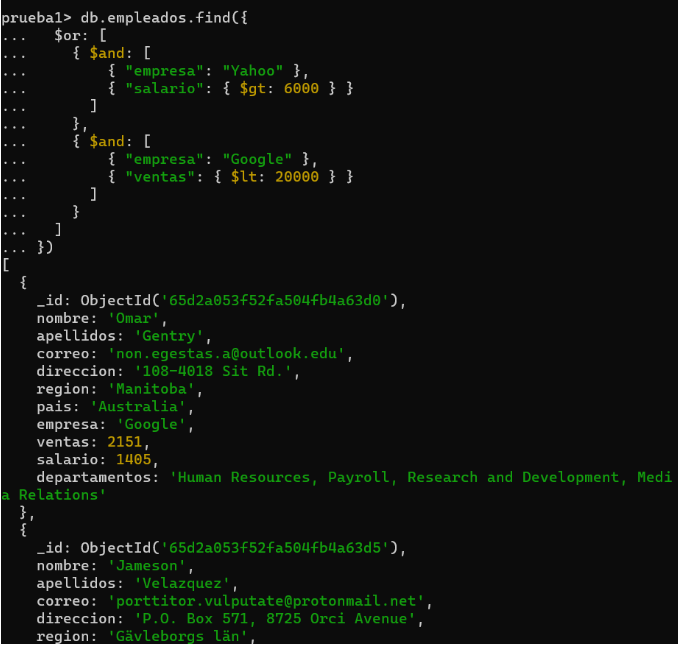 prueba1> db.empleados.find({
...   $or: [
...     { $and: [
...         { "empresa": "Yahoo" },
...         { "salario": { $gt: 6000 } }
...       ]
...     },
...     { $and: [
...         { "empresa": "Google" },
...         { "ventas": { $lt: 20000 } }
...       ]
...     }
...   ]
... })
[
  {
    _id: ObjectId('65d2a053f52fa504fb4a63d0'),
    nombre: 'Omar',
    apellidos: 'Gentry',
    correo: 'non.egestas.a@outlook.edu',
    direccion: '108-4018 Sit Rd.',
    region: 'Manitoba',
    pais: 'Australia',
    empresa: 'Google',
    ventas: 2151,
    salario: 1405,
    departamentos: 'Human Resources, Payroll, Research and Development, Medi
a Relations'
  },
  {
    _id: ObjectId('65d2a053f52fa504fb4a63d5'),
    nombre: 'Jameson',
    apellidos: 'Velazquez',
    correo: 'porttitor.vulputate@protonmail.net',
    direccion: 'P.O. Box 571, 8725 Orci Avenue',
    region: 'Gävleborgs län',